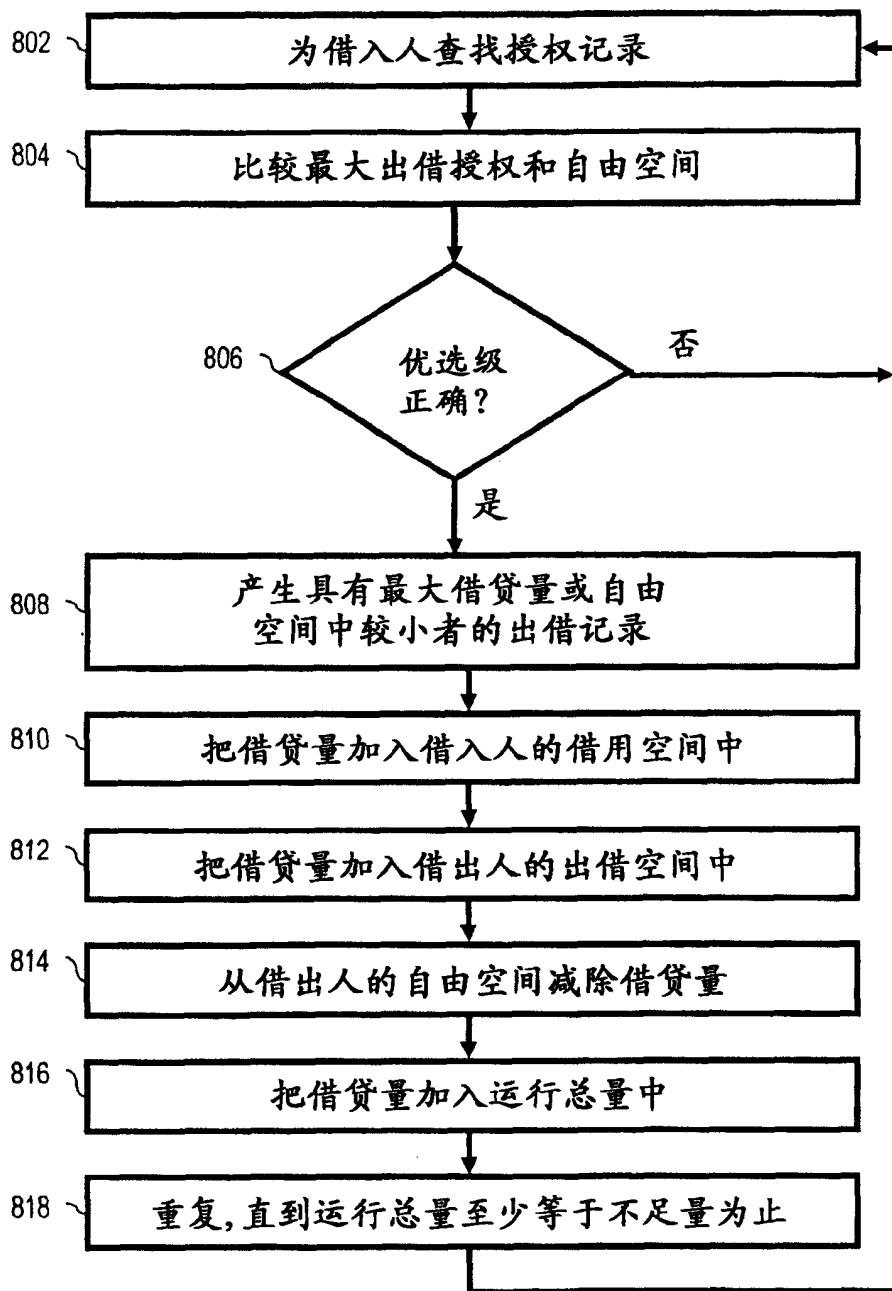 802
为借入人查找授权记录
804
比较最大出借授权和自由空间
806
优选级
正确?
否
是
808
产生具有最大借贷量或自由
空间中较小者的出借记录
810
把借贷量加入借入人的借用空间中
812
把借贷量加入借出人的出借空间中
814
从借出人的自由空间减除借贷量
816
把借贷量加入运行总量中
818
重复,直到运行总量至少等于不足量为止